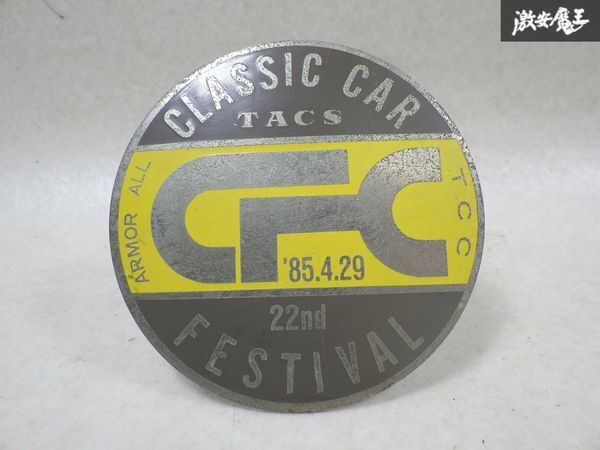 激安魔王
CLASSIC CAR
TACS
ARMOR ALL
CFC
TCC
'85.4.29
22nd
FESTIVAL